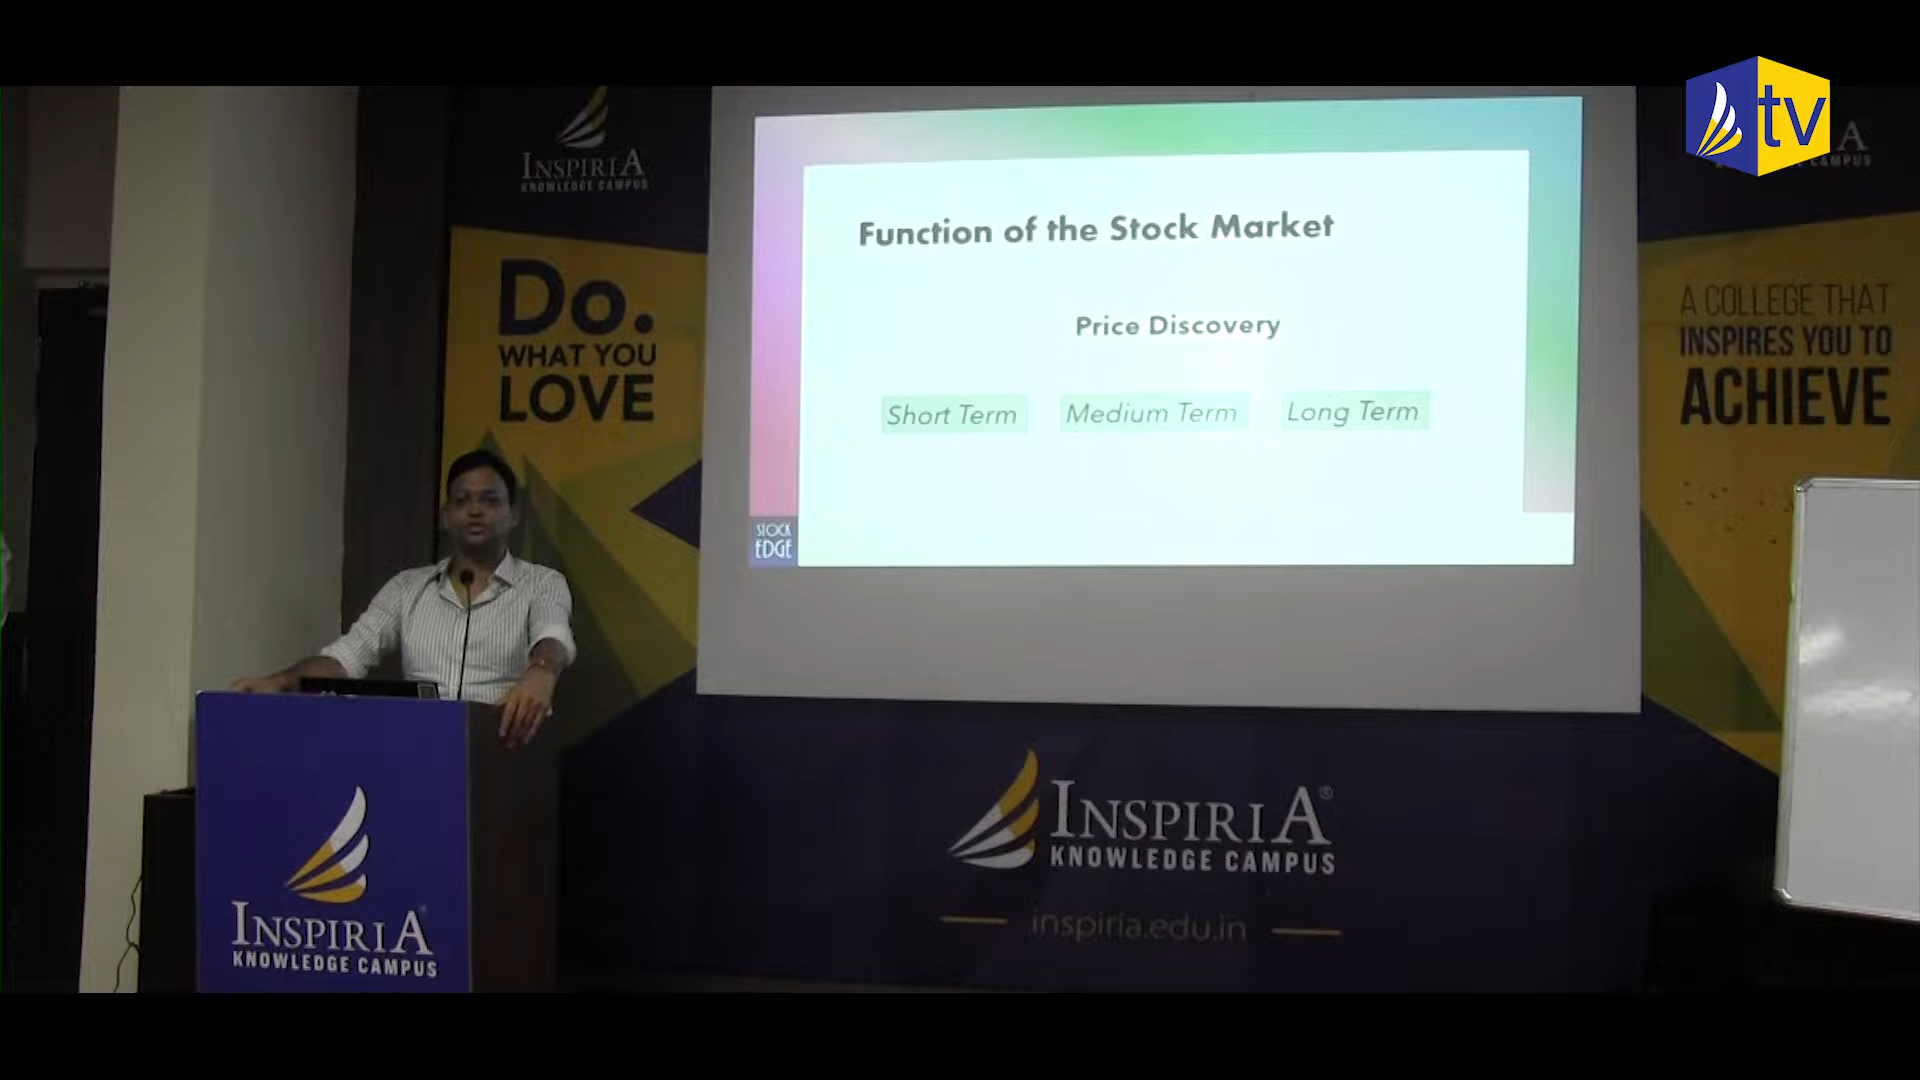 tv
INSPIRIA
KNOWLEDGE CAMPUS
Do.
WHAT YOU
LOVE
Function of the Stock Market
Price Discovery
Short Term
Medium Term
Long Term
STOCK
EDGE
A COLLEGE THAT
INSPIRES YOU TO
ACHIEVE
INSPIRIA®
KNOWLEDGE CAMPUS
inspiria.edu.in
INSPIRIA
KNOWLEDGE CAMPUS